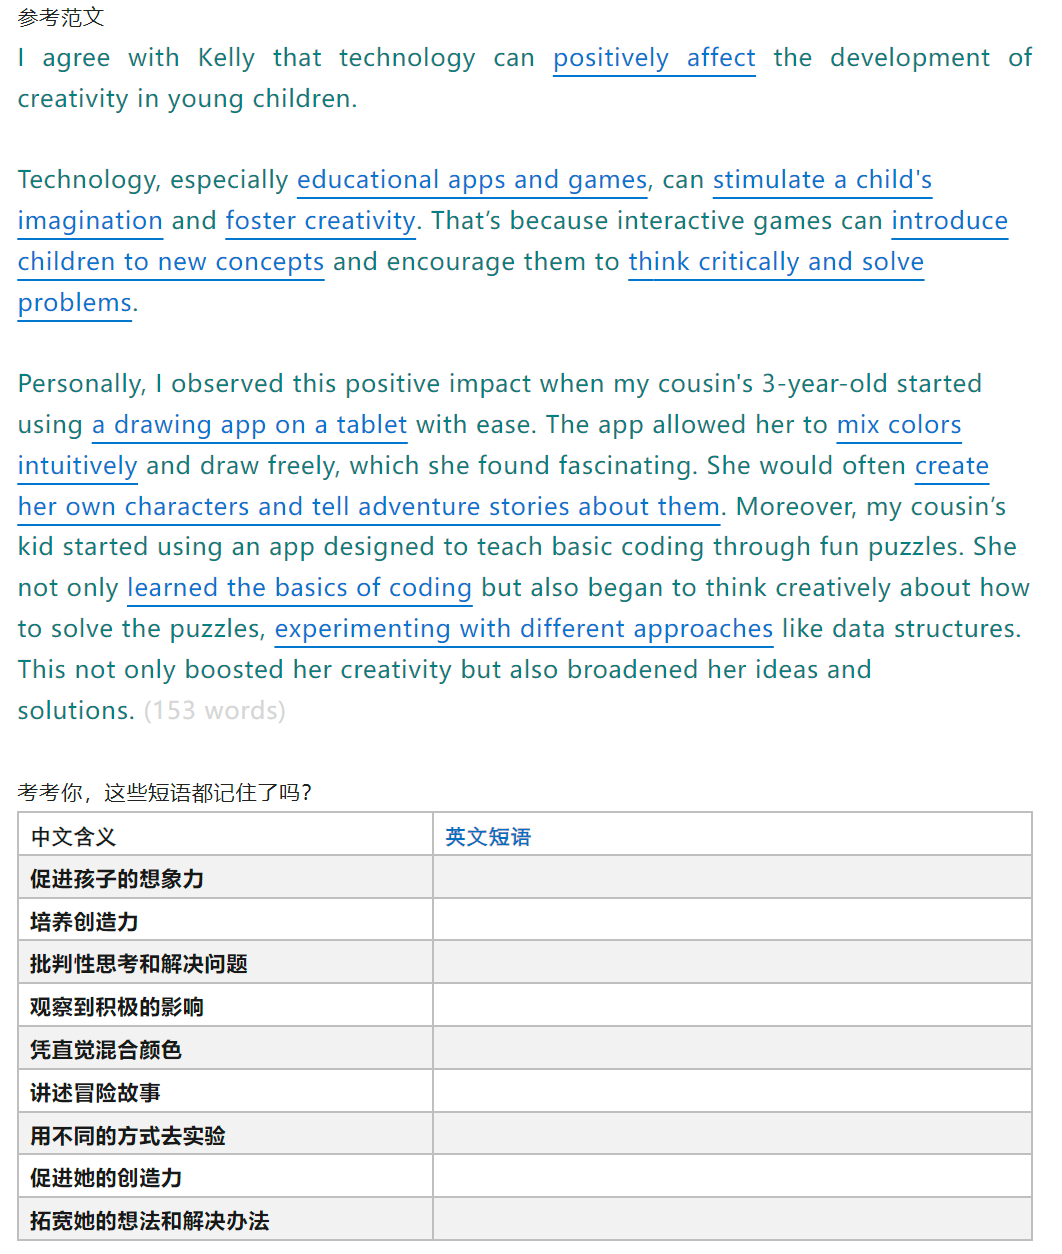 参考范文
I agree with Kelly that technology can positively affect the development of
creativity in young children.
Technology, especially educational apps and games, can stimulate a child's
imagination and foster creativity. That’s because interactive games can introduce
children to new concepts and encourage them to think critically and solve
problems.
Personally, I observed this positive impact when my cousin's 3-year-old started
using a drawing app on a tablet with ease. The app allowed her to mix colors
intuitively and draw freely, which she found fascinating. She would often create
her own characters and tell adventure stories about them. Moreover, my cousin’s
kid started using an app designed to teach basic coding through fun puzzles. She
not only learned the basics of coding but also began to think creatively about how
to solve the puzzles, experimenting with different approaches like data structures.
This not only boosted her creativity but also broadened her ideas and
solutions. (153 words)
考考你，这些短语都记住了吗？
中文含义 英文短语
促进孩子的想象力
培养创造力
批判性思考和解决问题
观察到积极的影响
凭直觉混合颜色
讲述冒险故事
用不同的方式去实验
促进她的创造力
拓宽她的想法和解决办法